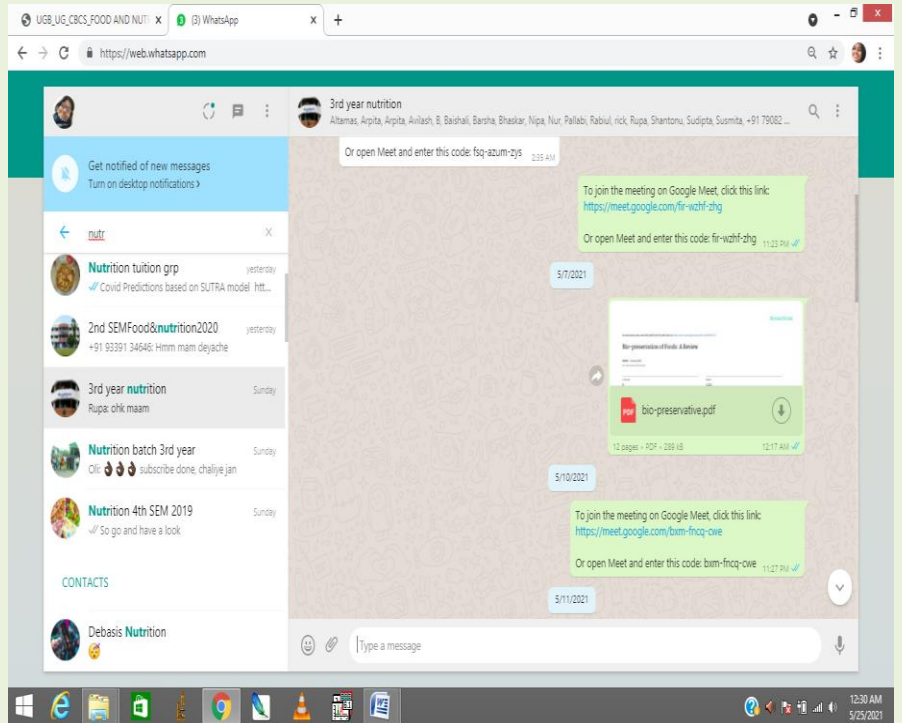 UGB_UG_CBCS_FOOD AND NUTI
(3) WhatsApp
https://web.whatsapp.com
3rd year nutrition
Altamas, Arpita, Arpita, Avilash, B, Baishali, Barsha, Bhaskar, Nipa, Nur, Pallabi, Rabiul, rick, Rupa, Shantonu, Sudipta, Susmita, +91 79082 ...
Get notified of new messages
Turn on desktop notifications >
nutr
Nutrition tuition grp
yesterday
Covid Predictions based on SUTRA model htt...
2nd SEMFood&nutrition2020
yesterday
+91 93391 34646: Hmm mam deyache
3rd year nutrition
Sunday
Rupa: ohk maam
Nutrition batch 3rd year
Sunday
Oli: 👌🏿👌🏿👌🏿 subscribe done, chaliye jan
Nutrition 4th SEM 2019
Sunday
So go and have a look
CONTACTS
Debasis Nutrition
Or open Meet and enter this code: fsq-azum-zys
2:35 AM
To join the meeting on Google Meet, click this link:
https://meet.google.com/fir-wzhf-zhg
Or open Meet and enter this code: fir-wzhf-zhg
11:23 PM
5/7/2021
Bio-preservation of Foods: A Review
PDF
bio-preservative.pdf
12 pages • PDF • 289 kB
12:17 AM
5/10/2021
To join the meeting on Google Meet, click this link:
https://meet.google.com/bxm-fncq-cwe
Or open Meet and enter this code: bxm-fncq-cwe
11:27 PM
5/11/2021
Type a message
12:30 AM
5/25/2021